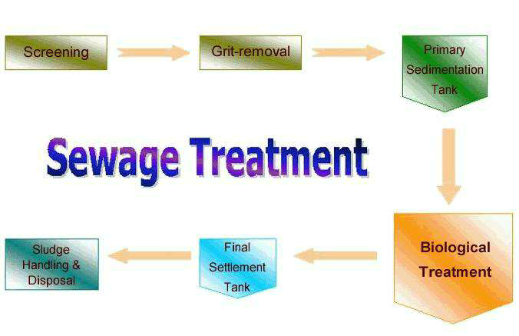 Screening
Grit-removal
Primary
Sedimentation
Tank
Sewage Treatment
Biological
Treatment
Final
Settlement
Tank
Sludge
Handling &
Disposal